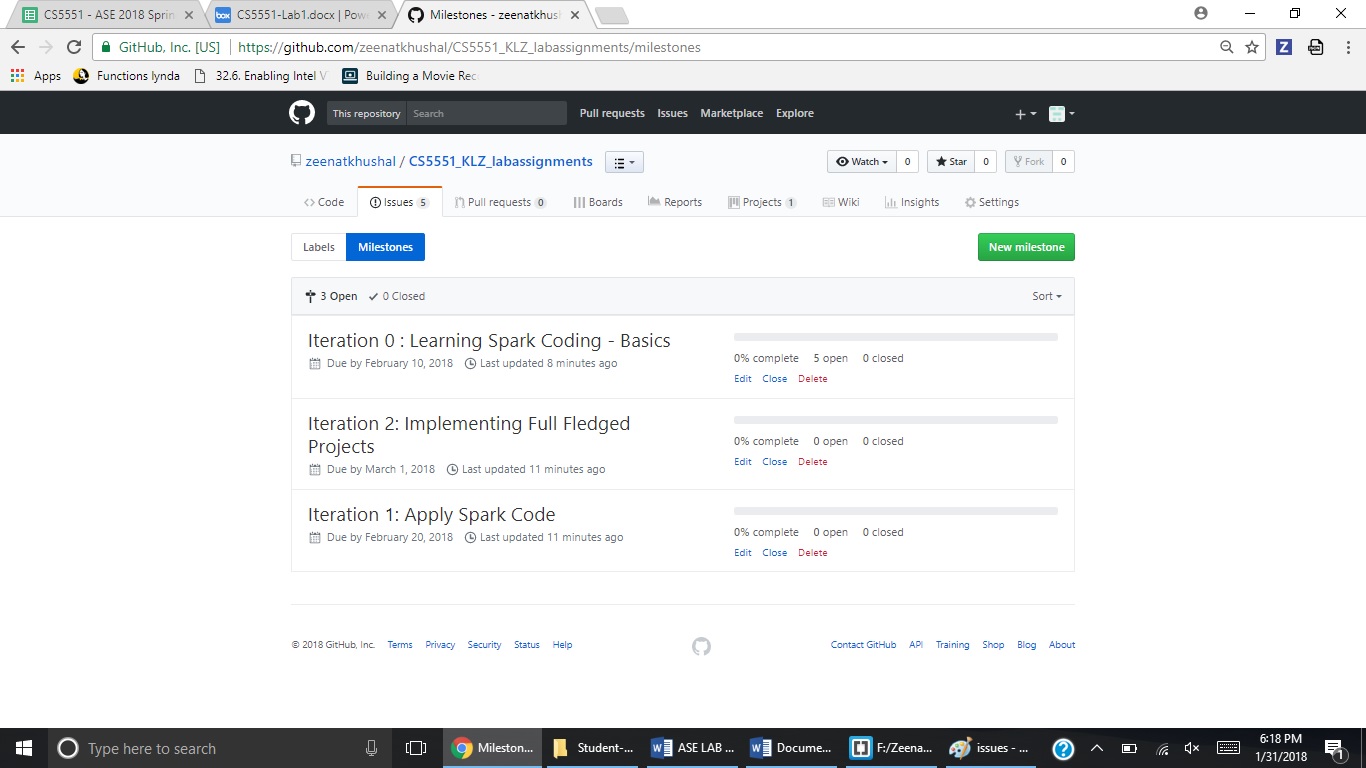 CS5551 - ASE 2018 Sprin
CS5551-Lab1.docx | Powe
Milestones - zeenatkhush
GitHub, Inc. [US] https://github.com/zeenatkhushal/CS5551_KLZ_labassignments/milestones
Apps Functions lynda 32.6. Enabling Intel V Building a Movie Rec
This repository Search Pull requests Issues Marketplace Explore
zeenatkhushal / CS5551_KLZ_labassignments Watch 0 Star 0 Fork 0
Code Issues 5 Pull requests 0 Boards Reports Projects 1 Wiki Insights Settings
Labels Milestones New milestone
3 Open 0 Closed Sort
Iteration 0 : Learning Spark Coding - Basics
Due by February 10, 2018 Last updated 8 minutes ago
0% complete 5 open 0 closed
Edit Close Delete
Iteration 2: Implementing Full Fledged
Projects
Due by March 1, 2018 Last updated 11 minutes ago
0% complete 0 open 0 closed
Edit Close Delete
Iteration 1: Apply Spark Code
Due by February 20, 2018 Last updated 11 minutes ago
0% complete 0 open 0 closed
Edit Close Delete
© 2018 GitHub, Inc. Terms Privacy Security Status Help Contact GitHub API Training Shop Blog About
Type here to search Mileston... Student-... ASE LAB ... Docume... F:/Zeena... issues - ... 6:18 PM
1/31/2018